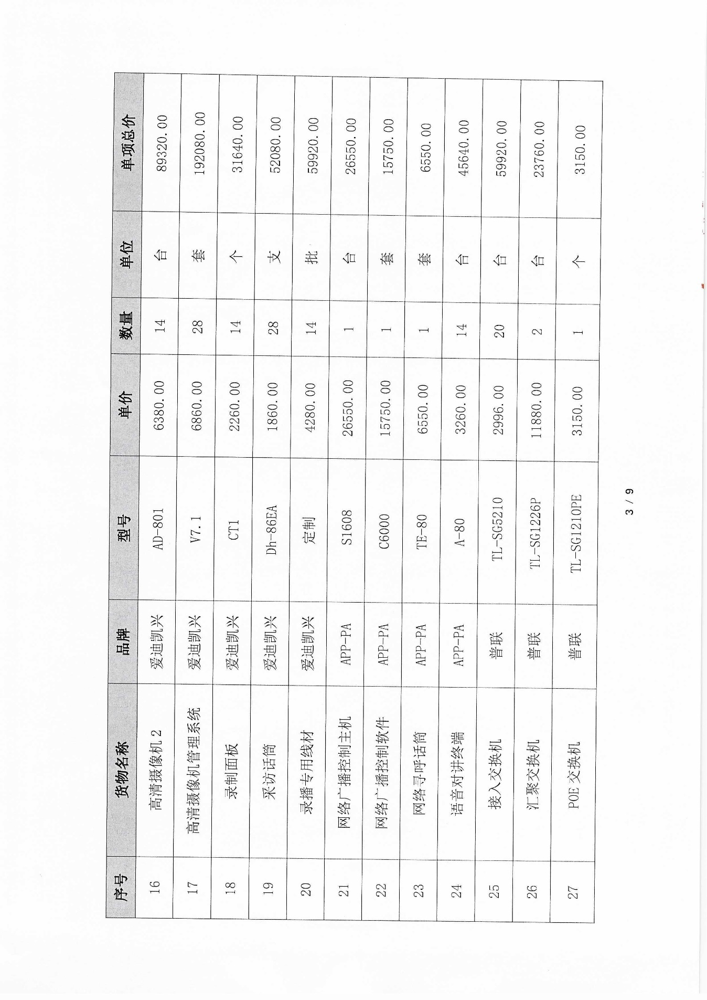 序号 货物名称 品牌 型号 单价 数量 单位 单项总价
16 高清摄像机 2 爱迪凯兴 AD-801 6380.00 14 台 89320.00
17 高清摄像机管理系统 爱迪凯兴 V7.1 6860.00 28 套 192080.00
18 录制面板 爱迪凯兴 CT1 2260.00 14 个 31640.00
19 采访话筒 爱迪凯兴 Dh-86EA 1860.00 28 支 52080.00
20 录播专用线材 爱迪凯兴 定制 4280.00 14 批 59920.00
21 网络广播控制主机 APP-PA S1608 26550.00 1 台 26550.00
22 网络广播控制软件 APP-PA C6000 15750.00 1 套 15750.00
23 网络寻呼话筒 APP-PA TE-80 6550.00 1 套 6550.00
24 语音对讲终端 APP-PA A-80 3260.00 14 台 45640.00
25 接入交换机 普联 TL-SG5210 2996.00 20 台 59920.00
26 汇聚交换机 普联 TL-SG1226P 11880.00 2 台 23760.00
27 POE 交换机 普联 TL-SG1210PE 3150.00 1 个 3150.00
3 / 9